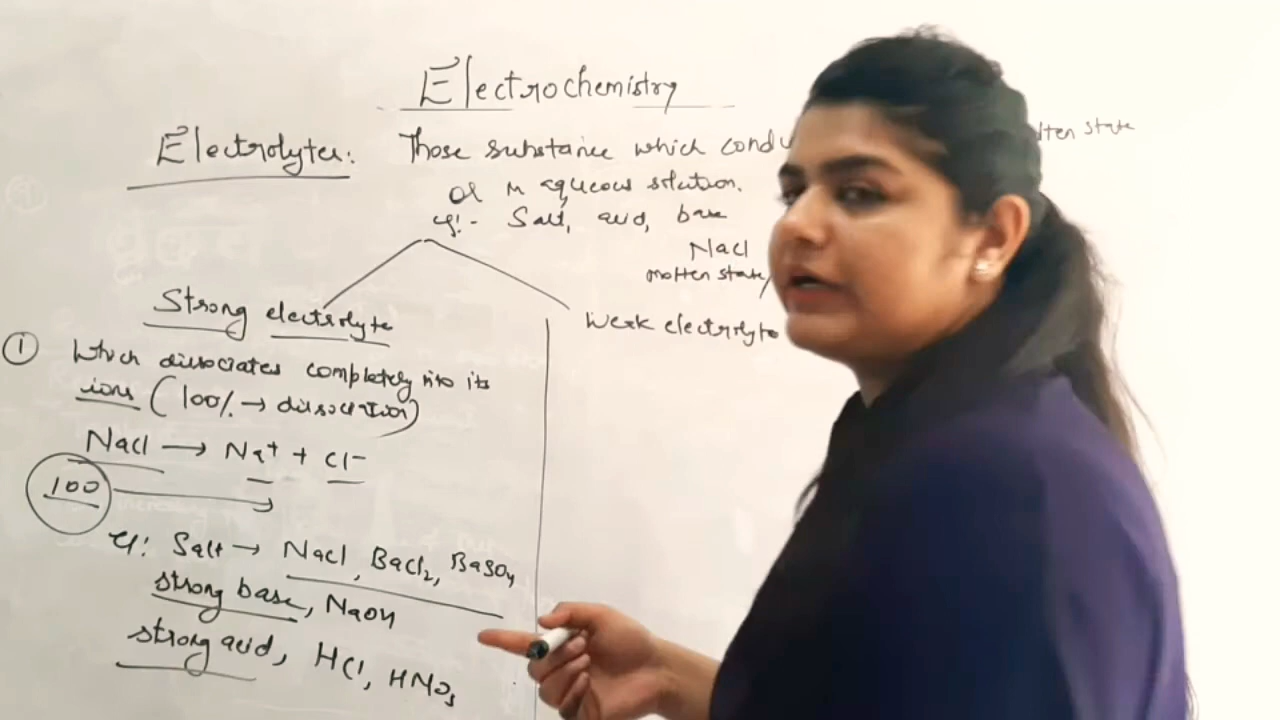 Electrochemistry
Electrolytes: Those substance which condu lten state
or in aqueous solution.
eg:- Salt, acid, base
NaCl
molten state/
Strong electrolyte
Weak electrolyte
① Which dissociates completely into its
ions (100% → dissociation)
NaCl → Na⁺ + Cl⁻
100 →
eg: Salt → NaCl, BaCl₂, BaSO₄
strong base, NaOH
strong acid, HCl, HNO₃